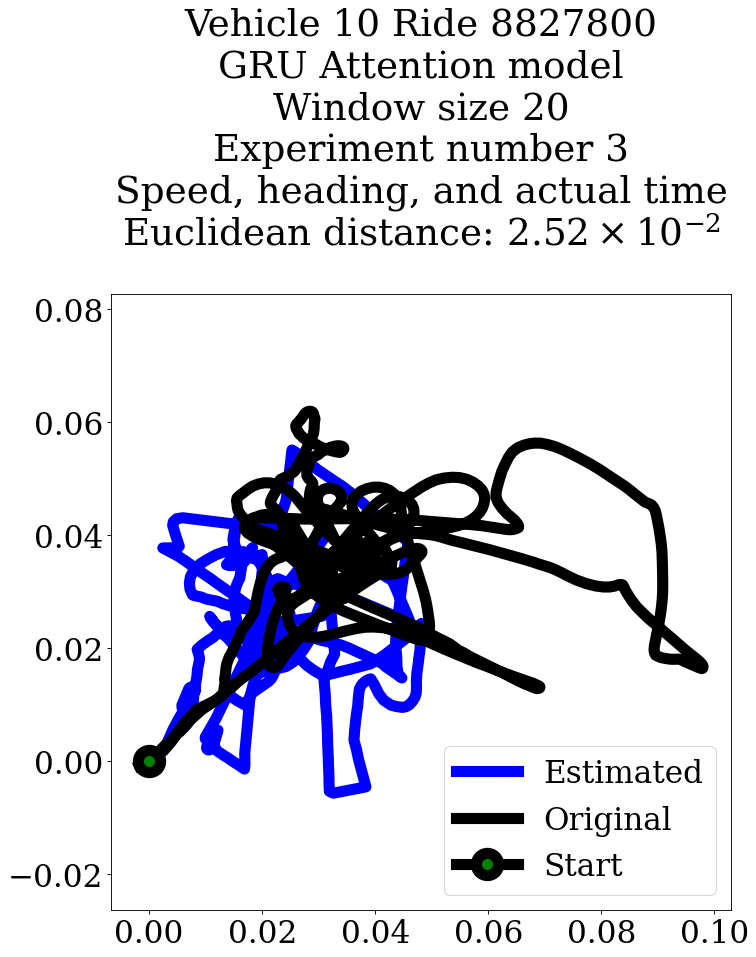 Vehicle 10 Ride 8827800
GRU Attention model
Window size 20
Experiment number 3
Speed, heading, and actual time
Euclidean distance: 2.52 × 10⁻²
0.08
0.06
0.04
0.02
0.00
−0.02
Estimated
Original
Start
0.00 0.02 0.04 0.06 0.08 0.10